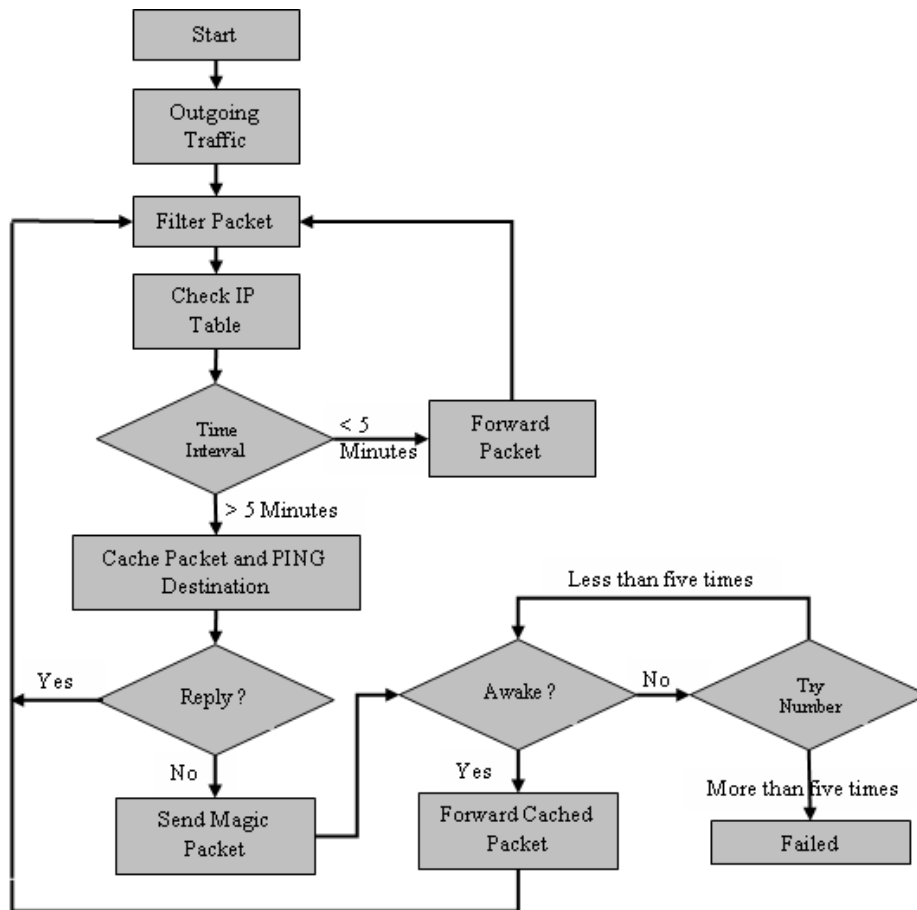 Start
Outgoing
Traffic
Filter Packet
Check IP
Table
Time
Interval
< 5
Minutes
Forward
Packet
> 5 Minutes
Cache Packet and PING
Destination
Less than five times
Yes
Reply ?
Awake ?
No
Try
Number
No
Yes
More than five times
Send Magic
Packet
Forward Cached
Packet
Failed